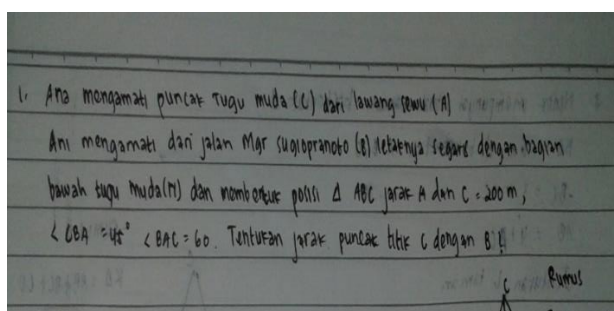 1. Ana mengamati puncak Tugu muda (C) dari lawang sewu (A)
Ani mengamati dari jalan Mgr sugiopranoto (B) letaknya segaris dengan bagian
bawah tugu muda (M) dan membentuk posisi Δ ABC jarak A dan C = 200 m,
∠ CBA = 45° ∠ BAC = 60. Tentukan jarak puncak titik C dengan B!
C Rumus